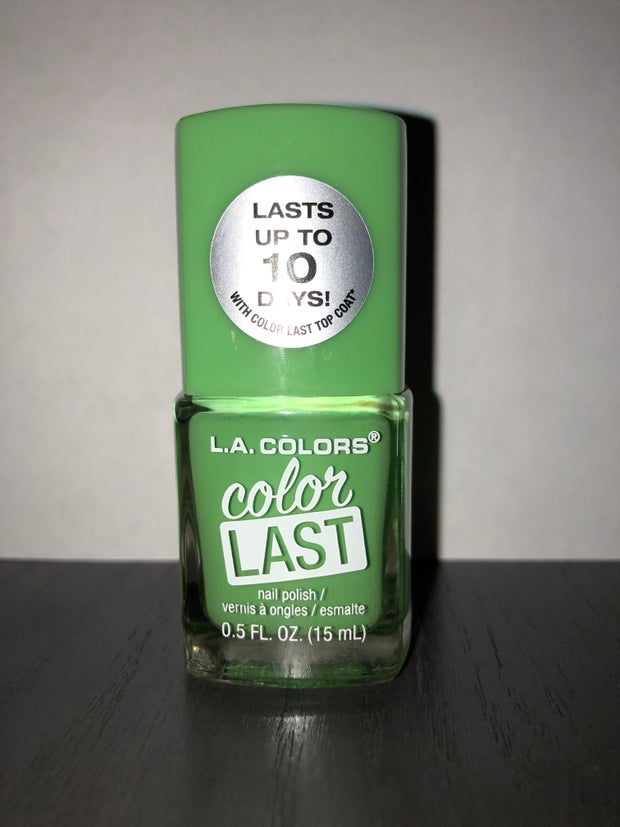 LASTS
UP TO
10
DAYS!
WITH COLOR LAST TOP COAT*
L.A. COLORS®
color
LAST
nail polish /
vernis à ongles / esmalte
0.5 FL. OZ. (15 mL)